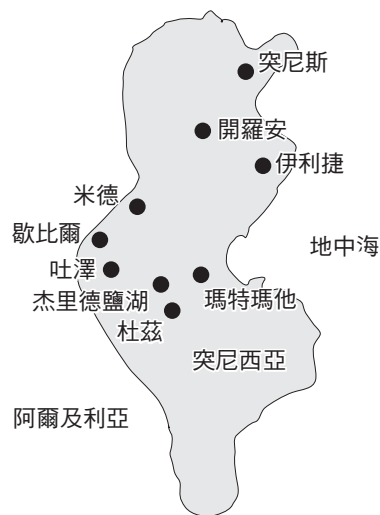 突尼斯
開羅安
伊利捷
米德
歇比爾
地中海
吐澤
杰里德鹽湖
瑪特瑪他
杜茲
突尼西亞
阿爾及利亞